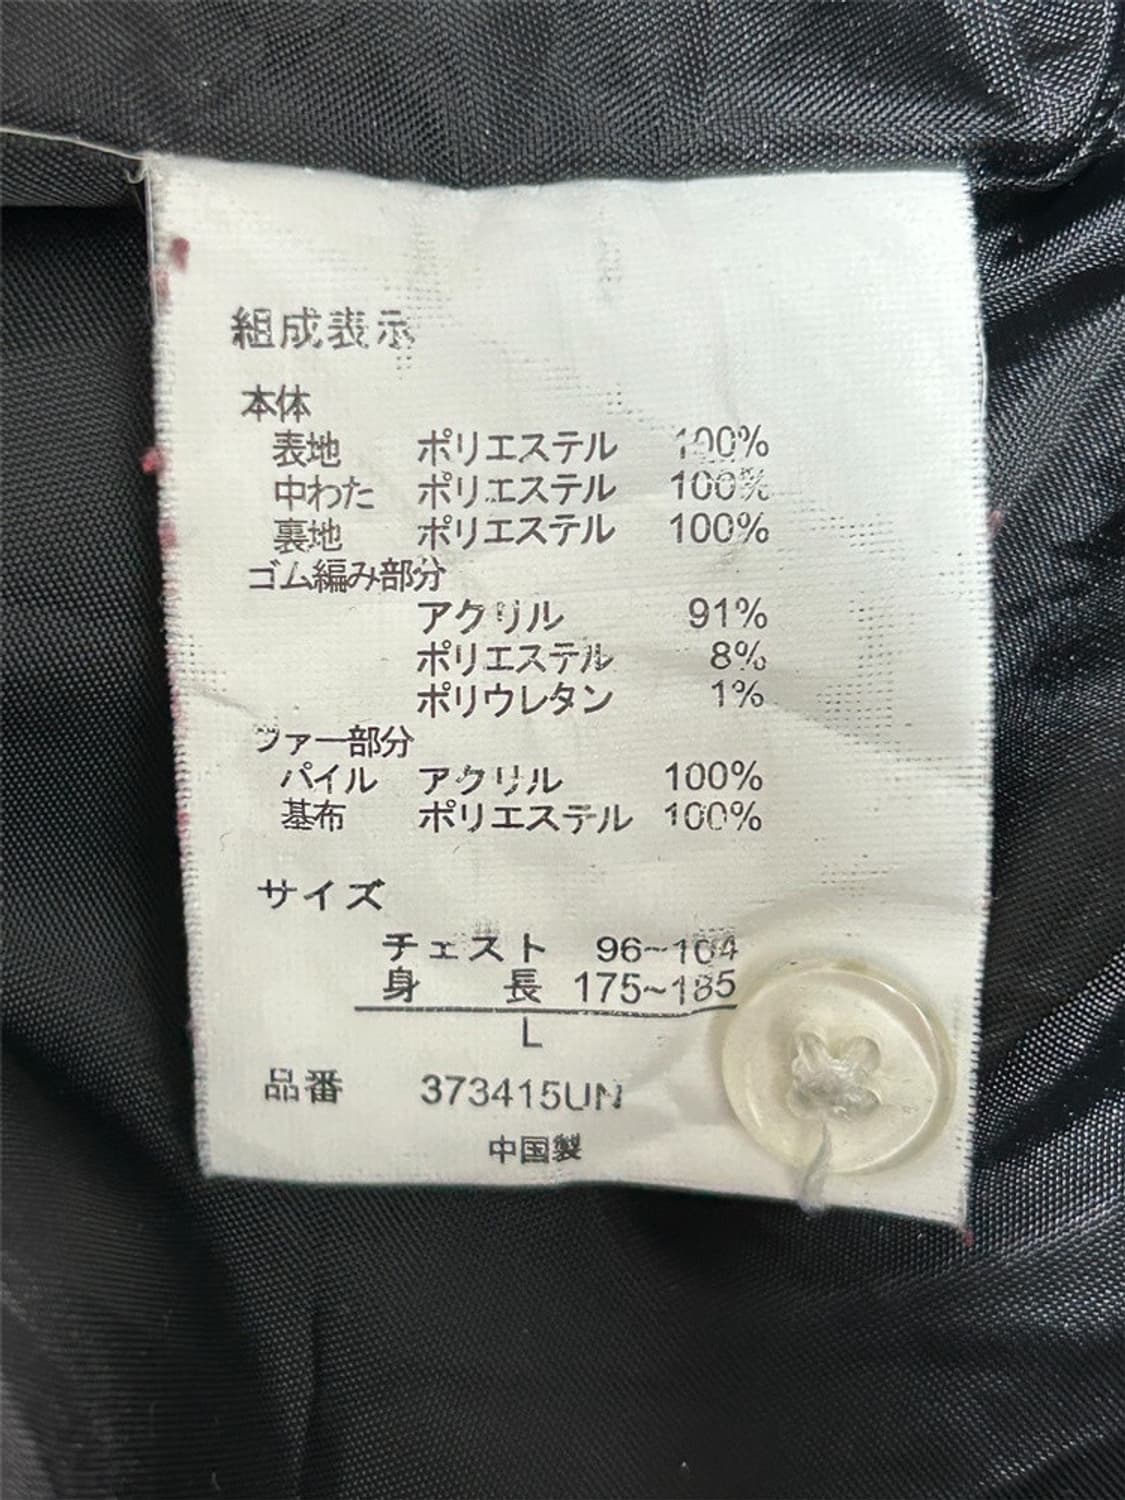 組成表示
本体
表地 ポリエステル 100%
中わた ポリエステル 100%
裏地 ポリエステル 100%
ゴム編み部分
アクリル 91%
ポリエステル 8%
ポリウレタン 1%
ファー部分
パイル アクリル 100%
基布 ポリエステル 100%
サイズ
チェスト 96~104
身長 175~185
L
品番 373415UN
中国製